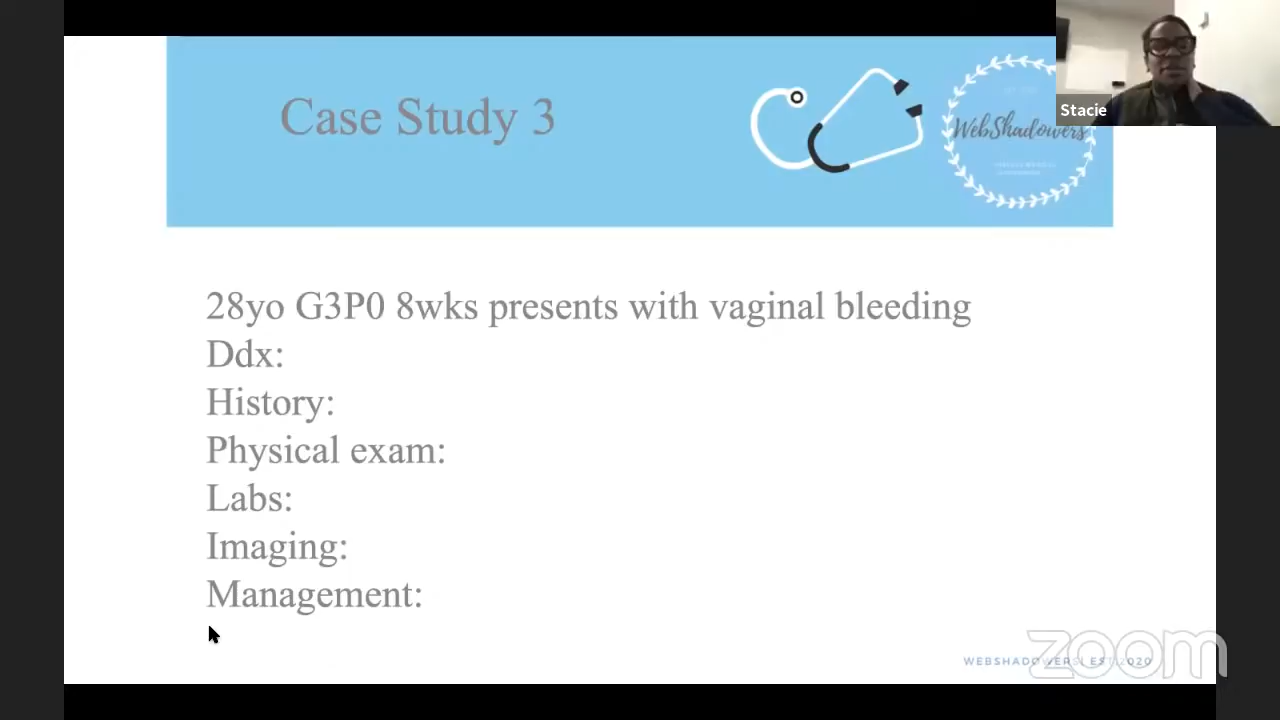 Case Study 3
WebShadowers
Stacie
28yo G3P0 8wks presents with vaginal bleeding
Ddx:
History:
Physical exam:
Labs:
Imaging:
Management:
WEBSHADOWERS| EST.2020
zoom